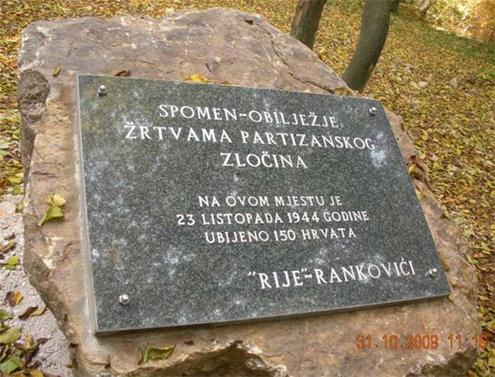 SPOMEN-OBILJEŽJE
ŽRTVAMA PARTIZANSKOG
ZLOČINA
NA OVOM MJESTU JE
23 LISTOPADA 1944 GODINE
UBIJENO 150 HRVATA
"RIJE"-RANKOVIĆI
31.10.2009 11:16